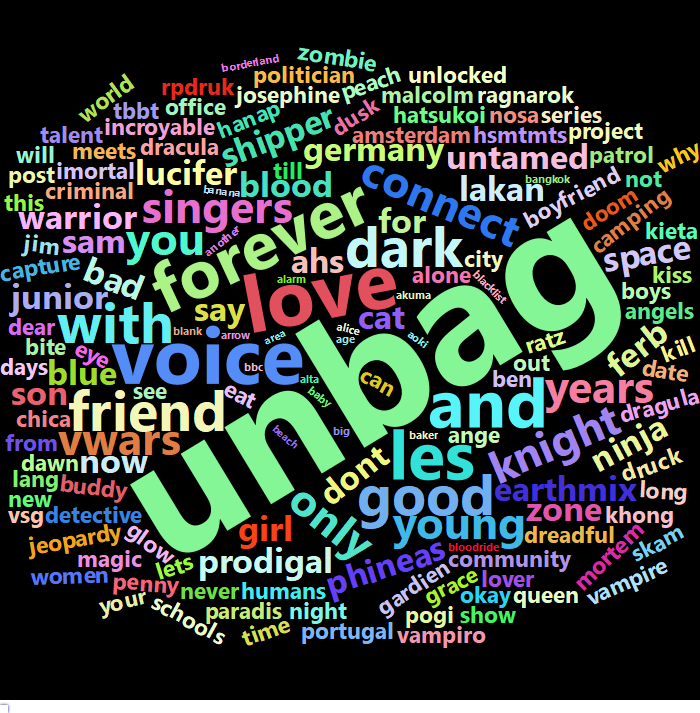 borderland
zombie
politician
unlocked
world
rpdruk
josephine
peach
malcolm
ragnarok
tbbt
office
hanap
dusk
hatsukoi
nosa
series
talent
incroyable
shipper
amsterdam
hsmtmts
project
will
meets
dracula
germany
untamed
patrol
why
post
imortal
lucifer
till
connect
lakan
boyfriend
not
this
criminal
banana
blood
bangkok
doom
camping
warrior
singers
forever
for
kieta
jim
sam
you
another
dark
city
space
capture
bad
ahs
alone
blacklist
kiss
junior
alarm
love
akuma
boys
dear
with
say
cat
unbag
angels
blank
arrow
alice
age
aoki
ratz
ferb
kill
bite
eye
voice
area
out
date
days
blue
bbc
can
ben
son
see
eat
alta
baby
and
years
dragula
chica
friend
beach
big
baker
ange
knight
ninja
from
vwars
les
druck
dawn
now
dont
lang
buddy
good
earthmix
long
new
only
zone
khong
vsg
detective
girl
young
dreadful
jeopardy
glow
bloodride
skam
magic
lets
prodigal
phineas
community
mortem
women
penny
never
humans
gardien
grace
lover
vampire
okay
queen
your
schools
paradis
night
pogi
show
time
portugal
vampiro